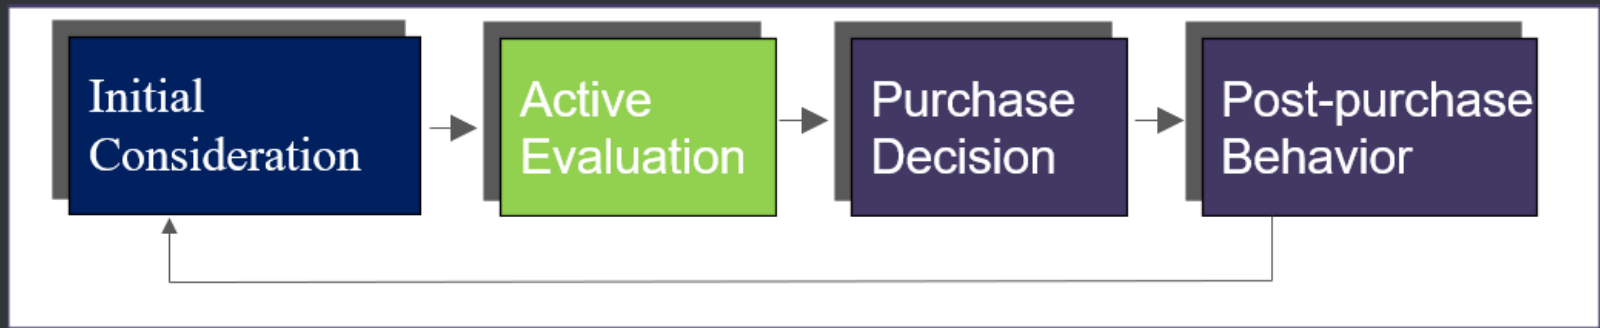 Initial
Consideration
Active
Evaluation
Purchase
Decision
Post-purchase
Behavior